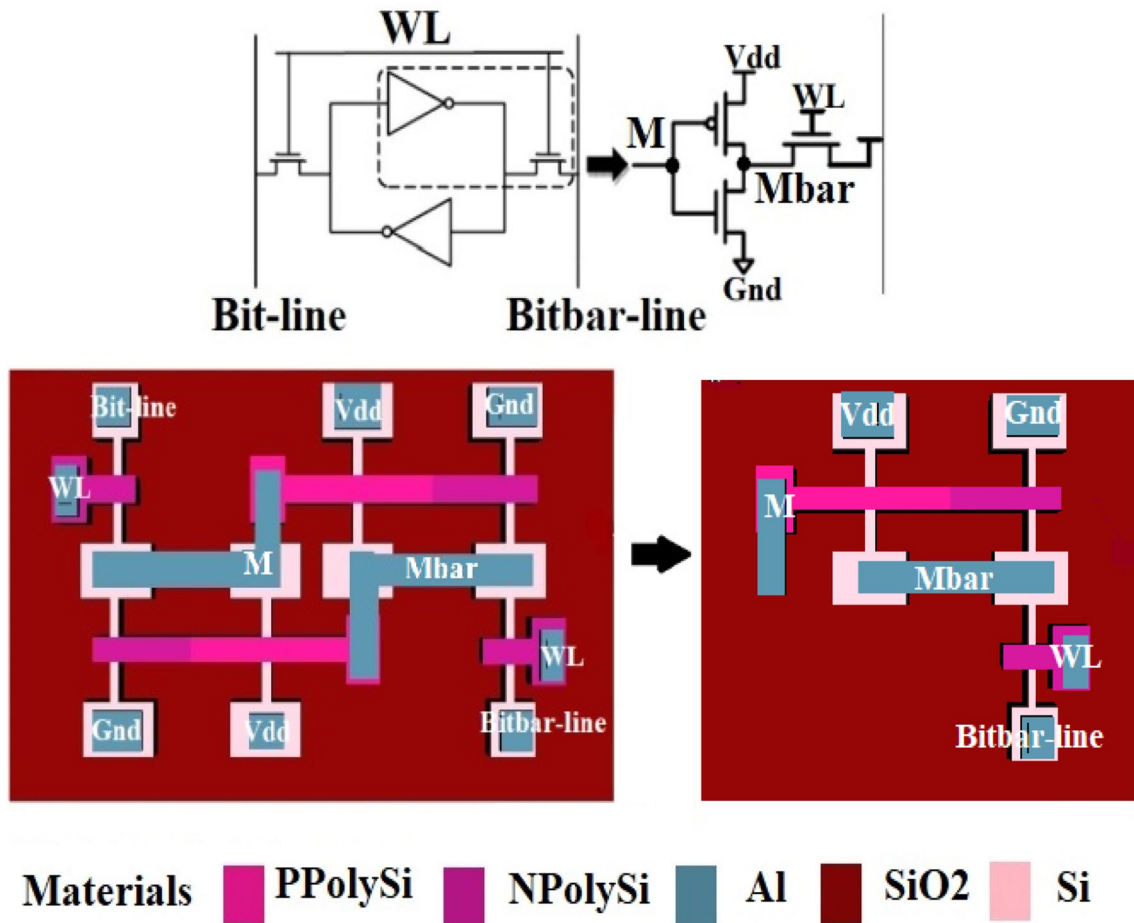 WL
Bit-line
Bitbar-line
Vdd
WL
M
Mbar
Gnd
Bit-line
Vdd
Gnd
WL
M
Mbar
WL
Gnd
Vdd
Bitbar-line
Vdd
Gnd
M
Mbar
WL
Bitbar-line
Materials PPolySi NPolySi Al SiO2 Si